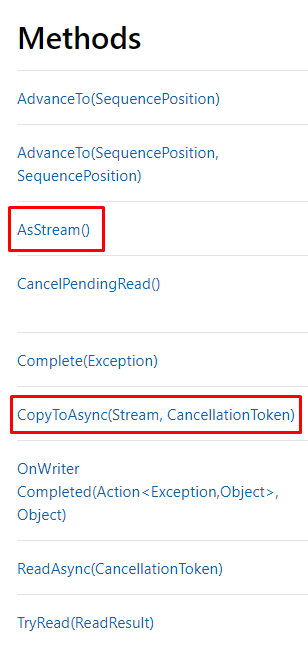 Methods
AdvanceTo(SequencePosition)
AdvanceTo(SequencePosition,
SequencePosition)
AsStream()
CancelPendingRead()
Complete(Exception)
CopyToAsync(Stream, CancellationToken)
OnWriter
Completed(Action<Exception,Object>,
Object)
ReadAsync(CancellationToken)
TryRead(ReadResult)